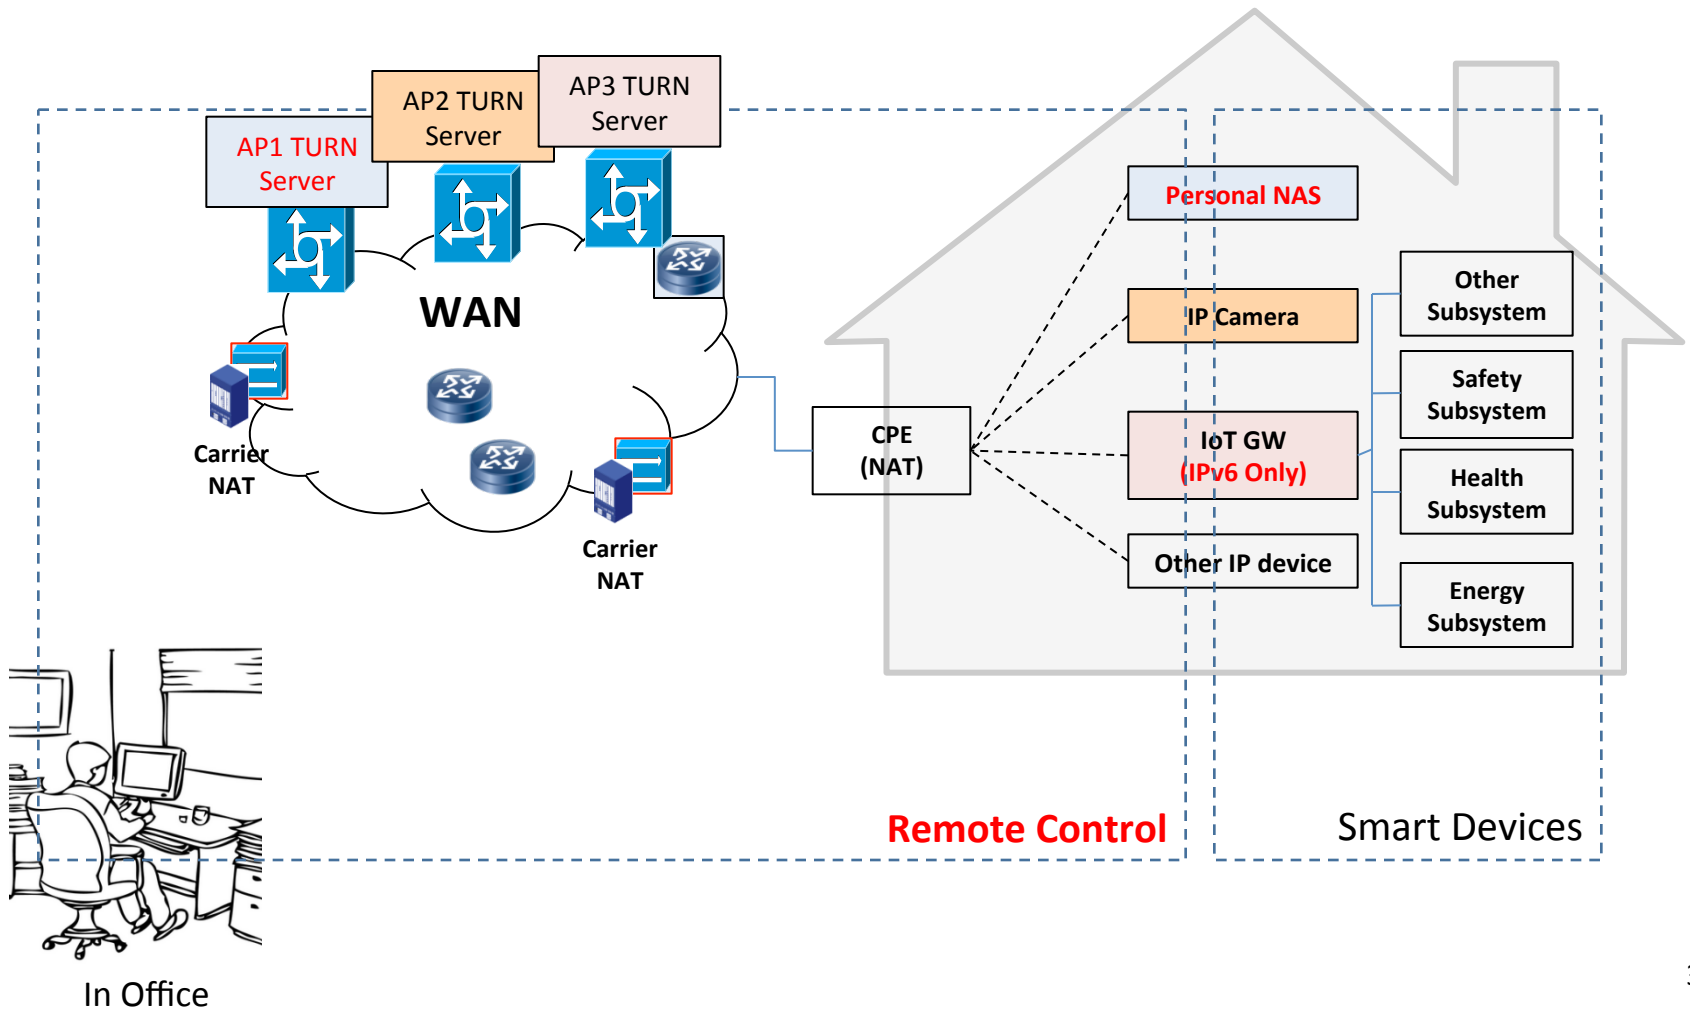 AP1 TURN
Server
AP2 TURN
Server
AP3 TURN
Server
WAN
Carrier
NAT
Carrier
NAT
CPE
(NAT)
Personal NAS
IP Camera
IoT GW
(IPv6 Only)
Other IP device
Other
Subsystem
Safety
Subsystem
Health
Subsystem
Energy
Subsystem
Remote Control
Smart Devices
In Office